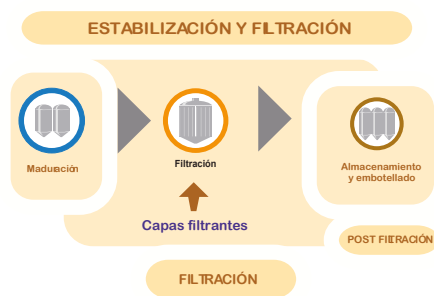 ESTABILIZACIÓN Y FILTRACIÓN
Maduración
Filtración
Almacenamiento
y embotellado
Capas filtrantes
POST FILTRACIÓN
FILTRACIÓN